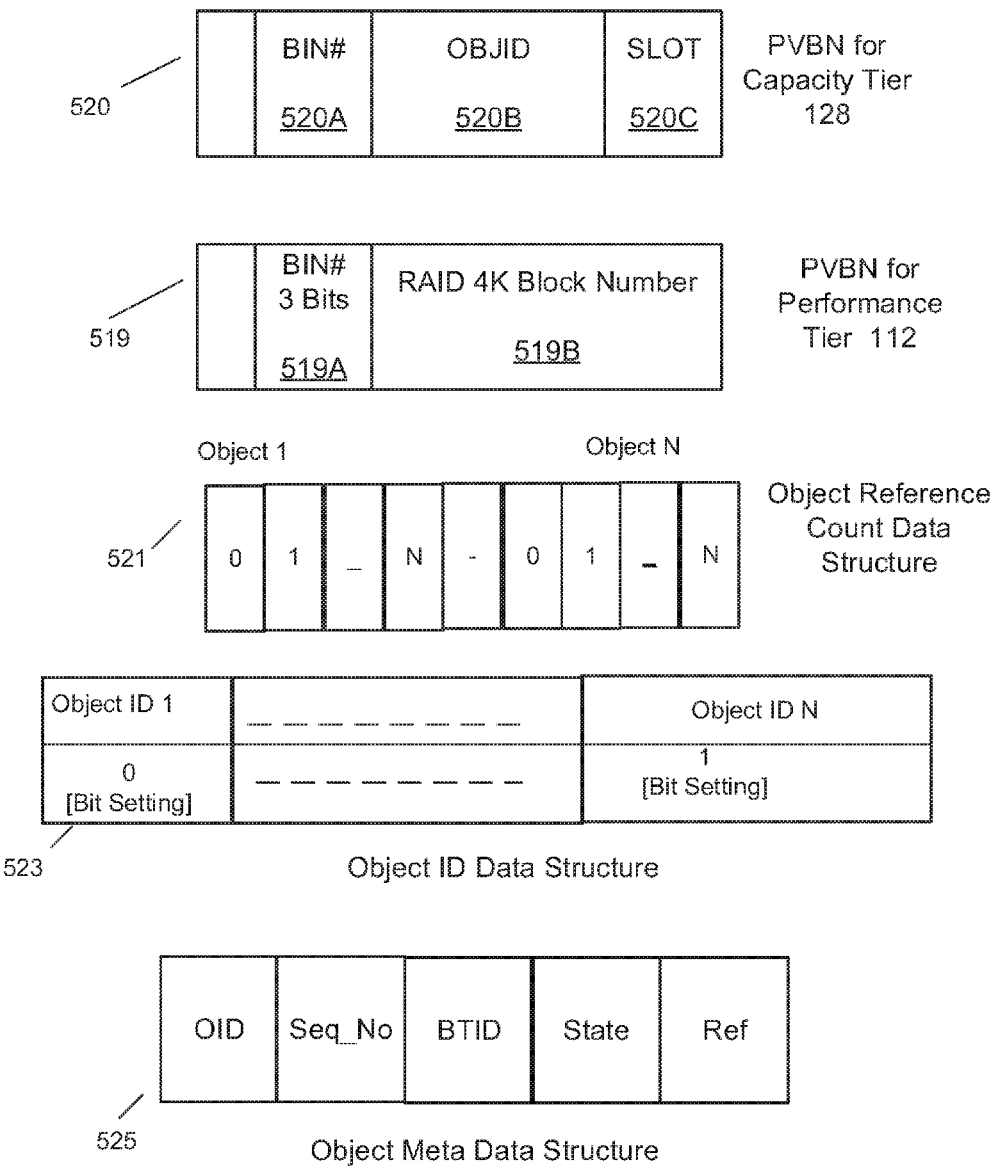 BIN#
OBJID
SLOT
520A
520B
520C
PVBN for
Capacity Tier
128
520
BIN#
3 Bits
519A
RAID 4K Block Number
519B
PVBN for
Performance
Tier 112
519
Object 1
Object N
0 1 _ N - 0 1 _ N
Object Reference
Count Data
Structure
521
Object ID 1
_ _ _ _ _ _ _ _
Object ID N
0
[Bit Setting]
_ _ _ _ _ _ _ _
1
[Bit Setting]
523
Object ID Data Structure
OID
Seq_No
BTID
State
Ref
525
Object Meta Data Structure